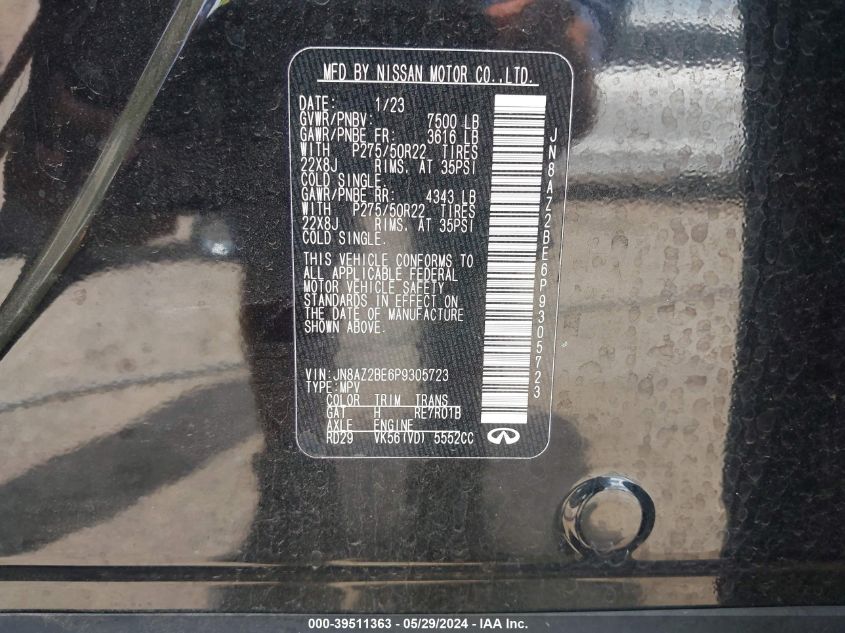 MFD BY NISSAN MOTOR CO.,LTD.
DATE: 1/23
GVWR/PNBV: 7500 LB
GAWR/PNBE FR: 3616 LB
WITH P275/50R22 TIRES
22X8J RIMS. AT 35PSI
COLD SINGLE.
GAWR/PNBE RR: 4343 LB
WITH P275/50R22 TIRES
22X8J RIMS. AT 35PSI
COLD SINGLE.
THIS VEHICLE CONFORMS TO
ALL APPLICABLE FEDERAL
MOTOR VEHICLE SAFETY
STANDARDS IN EFFECT ON
THE DATE OF MANUFACTURE
SHOWN ABOVE.
VIN:JN8AZ2BE6P9305723
TYPE:MPV
COLOR TRIM TRANS
GAT H RE7R01B
AXLE ENGINE
RD29 VK56(VD) 5552CC
JN8AZ2BE6P9305723
000-39511363 - 05/29/2024 - IAA Inc.